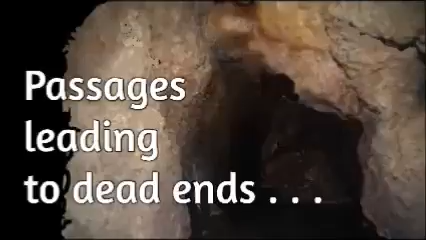 Passages
leading
to dead ends . . .